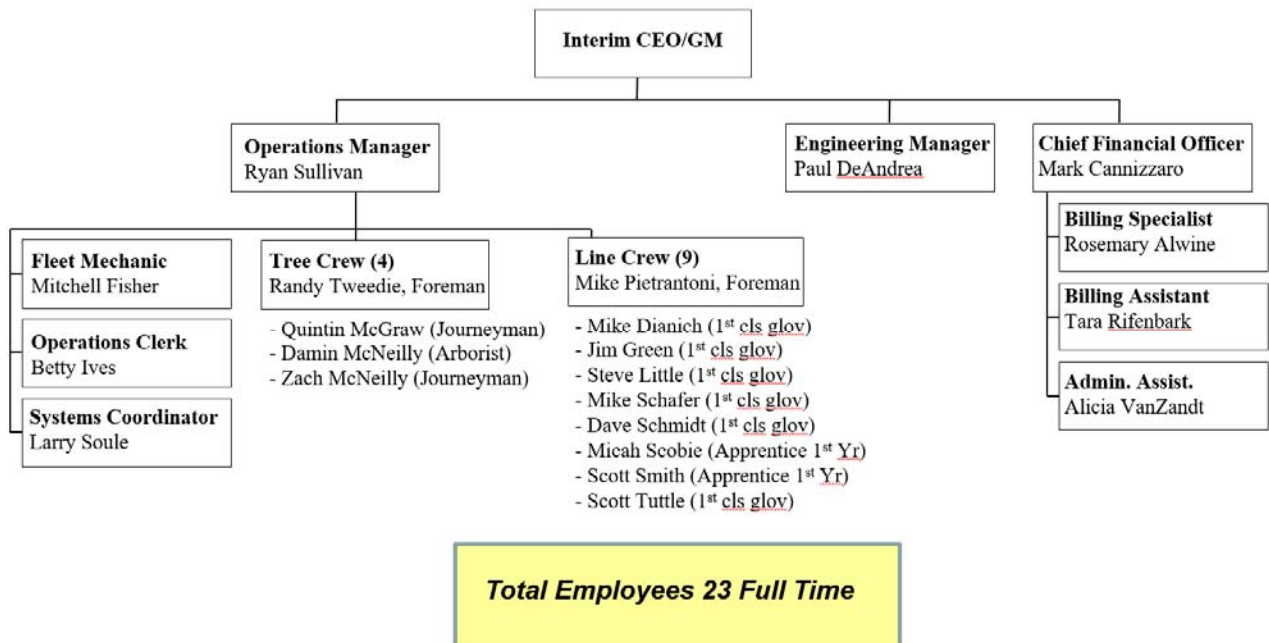 Interim CEO/GM
Operations Manager
Ryan Sullivan
Engineering Manager
Paul DeAndrea
Chief Financial Officer
Mark Cannizzaro
Fleet Mechanic
Mitchell Fisher
Operations Clerk
Betty Ives
Systems Coordinator
Larry Soule
Tree Crew (4)
Randy Tweedie, Foreman
- Quintin McGraw (Journeyman)
- Damin McNeilly (Arborist)
- Zach McNeilly (Journeyman)
Line Crew (9)
Mike Pietrantoni, Foreman
- Mike Dianich (1st cls glov)
- Jim Green (1st cls glov)
- Steve Little (1st cls glov)
- Mike Schafer (1st cls glov)
- Dave Schmidt (1st cls glov)
- Micah Scobie (Apprentice 1st Yr)
- Scott Smith (Apprentice 1st Yr)
- Scott Tuttle (1st cls glov)
Billing Specialist
Rosemary Alwine
Billing Assistant
Tara Rifenbark
Admin. Assist.
Alicia VanZandt
Total Employees 23 Full Time